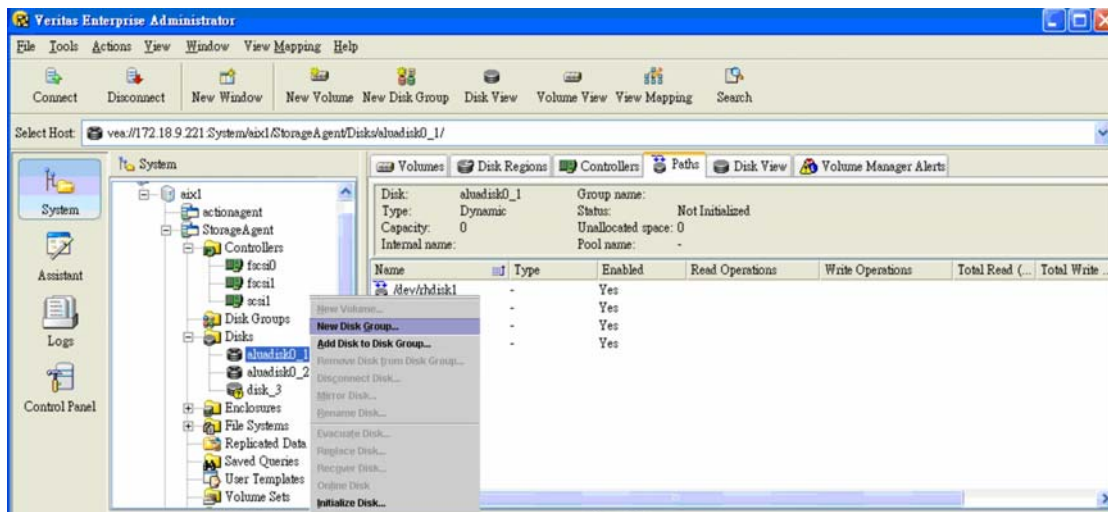 Veritas Enterprise Administrator
File Tools Actions View Window View Mapping Help
Connect Disconnect New Window New Volume New Disk Group Disk View Volume View View Mapping Search
Select Host: vea://172.18.9.221:System/aix1/StorageAgent/Disks/aluadisk0_1/
System
Assistant
Logs
Control Panel
System
aix1
actionagent
StorageAgent
Controllers
fscsi0
fscsi1
scsi1
Disk Groups
Disks
aluadisk0_1
aluadisk0_2
disk_3
Enclosures
File Systems
Replicated Data
Saved Queries
User Templates
Volume Sets
New Volume...
New Disk Group...
Add Disk to Disk Group...
Remove Disk from Disk Group...
Disconnect Disk...
Mirror Disk...
Rename Disk...
Evacuate Disk...
Replace Disk...
Recover Disk...
Online Disk
Initialize Disk...
Volumes Disk Regions Controllers Paths Disk View Volume Manager Alerts
Disk: aluadisk0_1 Group name:
Type: Dynamic Status: Not Initialized
Capacity: 0 Unallocated space: 0
Internal name: Pool name: -
Name Type Enabled Read Operations Write Operations Total Read (... Total Write ...
/dev/rhdisk1 - Yes
- Yes
- Yes
- Yes